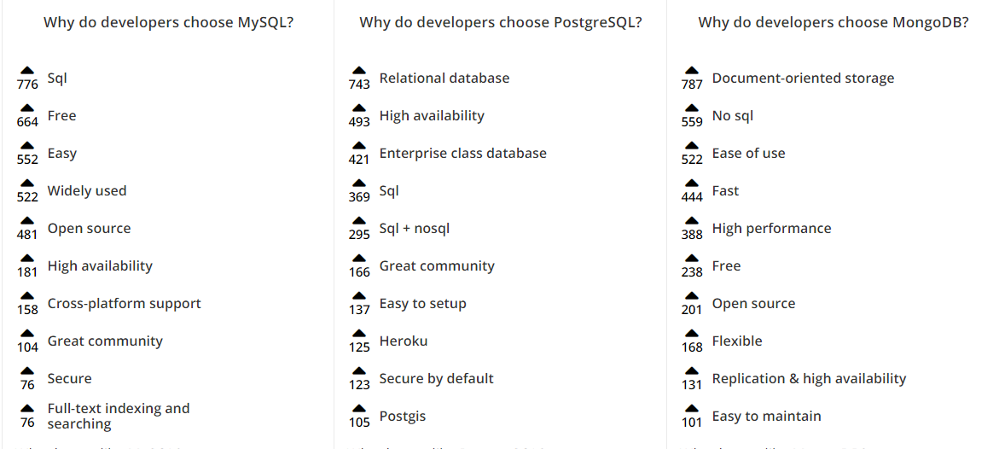 Why do developers choose MySQL?
776 Sql
664 Free
552 Easy
522 Widely used
481 Open source
181 High availability
158 Cross-platform support
104 Great community
76 Secure
76 Full-text indexing and
searching
Why do developers choose PostgreSQL?
743 Relational database
493 High availability
421 Enterprise class database
369 Sql
295 Sql + nosql
166 Great community
137 Easy to setup
125 Heroku
123 Secure by default
105 Postgis
Why do developers choose MongoDB?
787 Document-oriented storage
559 No sql
522 Ease of use
444 Fast
388 High performance
238 Free
201 Open source
168 Flexible
131 Replication & high availability
101 Easy to maintain